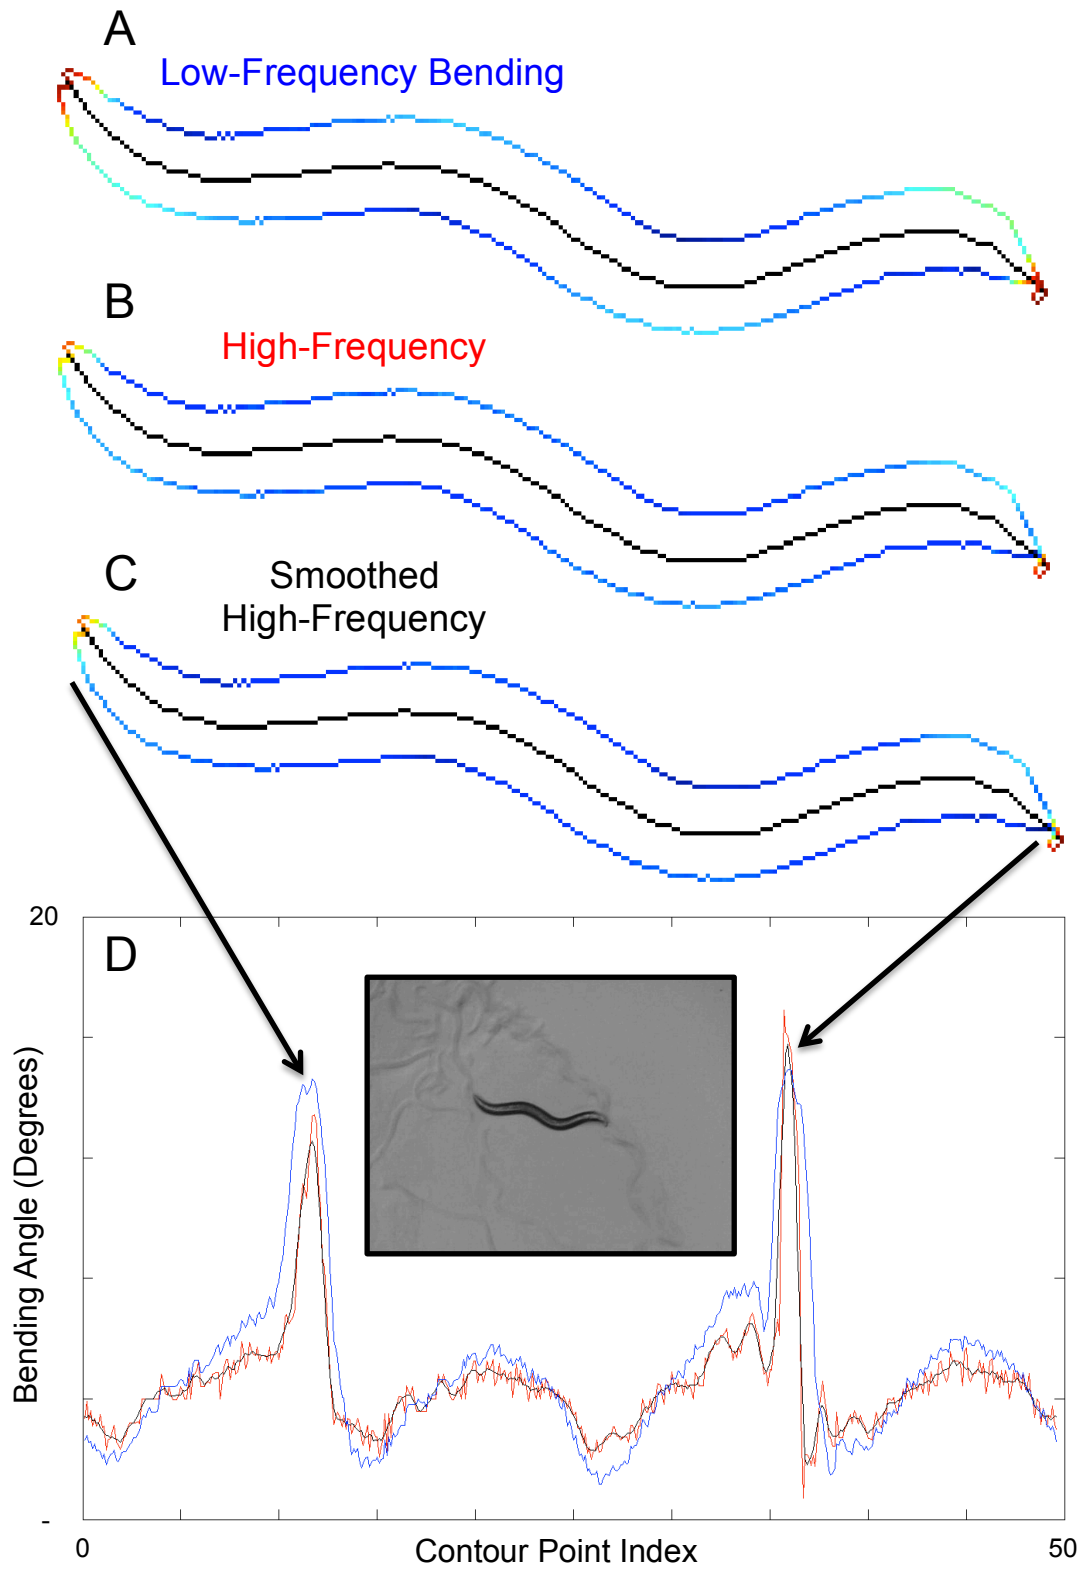 A
Low-Frequency Bending
B
High-Frequency
C
Smoothed
High-Frequency
20
D
Bending Angle (Degrees)
-
0
Contour Point Index
50